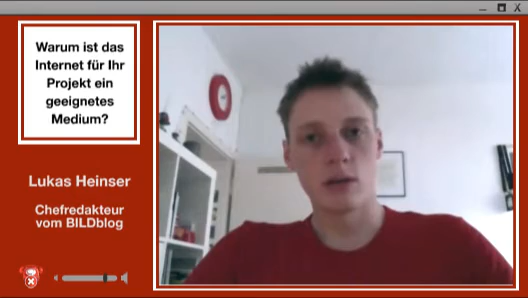 Warum ist das
Internet für Ihr
Projekt ein
geeignetes
Medium?
Lukas Heinser
Chefredakteur
vom BILDblog